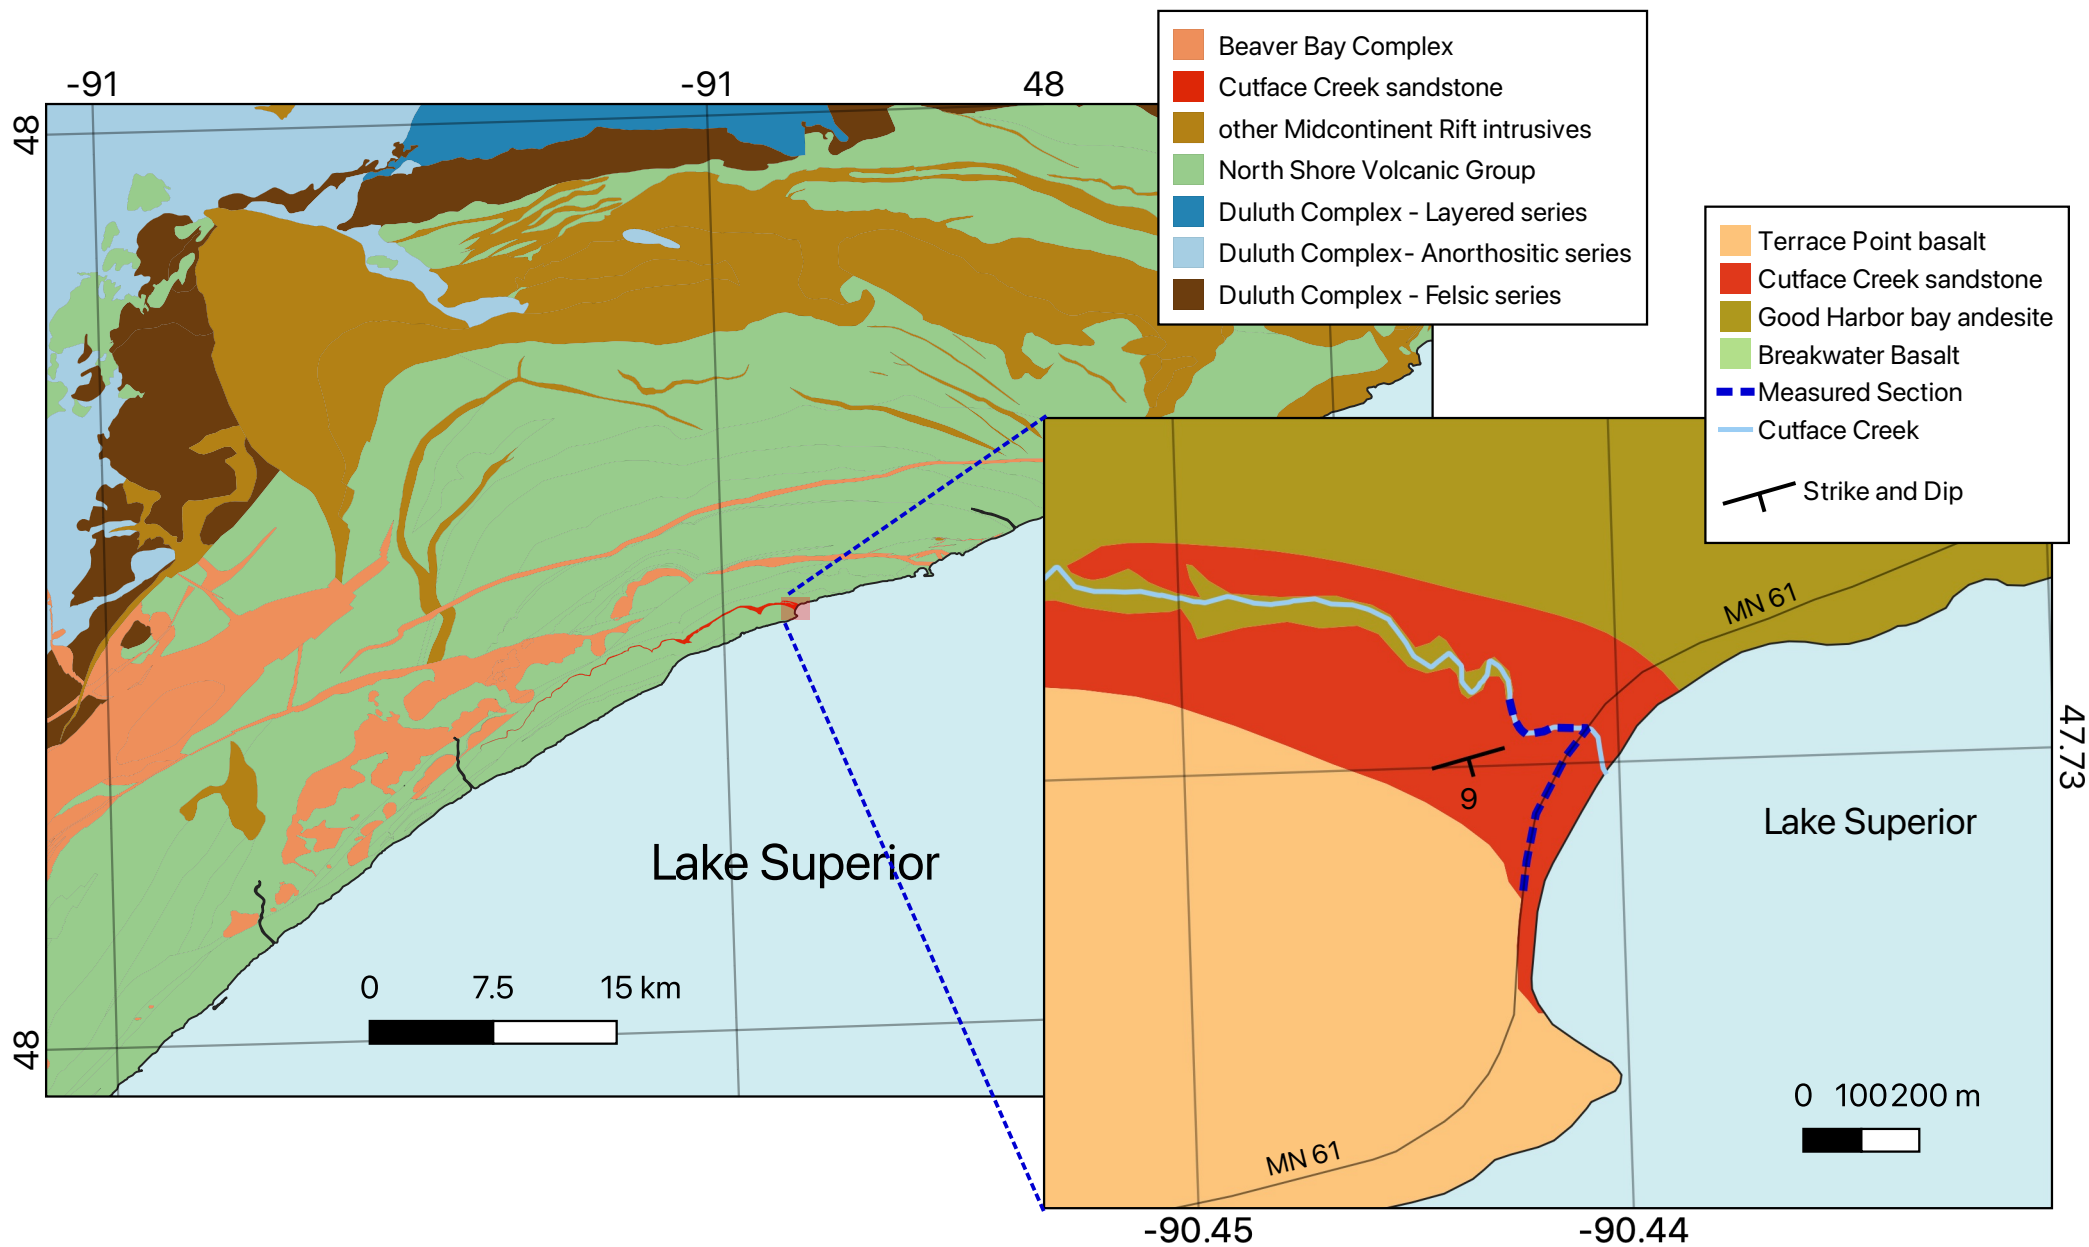 -91
-91
48
48
48
Beaver Bay Complex
Cutface Creek sandstone
other Midcontinent Rift intrusives
North Shore Volcanic Group
Duluth Complex - Layered series
Duluth Complex- Anorthositic series
Duluth Complex - Felsic series
Terrace Point basalt
Cutface Creek sandstone
Good Harbor bay andesite
Breakwater Basalt
Measured Section
Cutface Creek
Strike and Dip
MN 61
47.73
9
Lake Superior
Lake Superior
0 7.5 15 km
0 100 200 m
MN 61
-90.45
-90.44